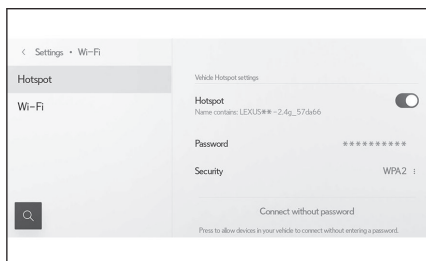 < Settings • Wi-Fi
Hotspot
Wi-Fi
Vehicle Hotspot settings
Hotspot
Name contains: LEXUS✱✱-2.4g_57da66
Password
✱✱✱✱✱✱✱✱✱✱
Security
WPA2 ⋮
Connect without password
Press to allow devices in your vehicle to connect without entering a password.